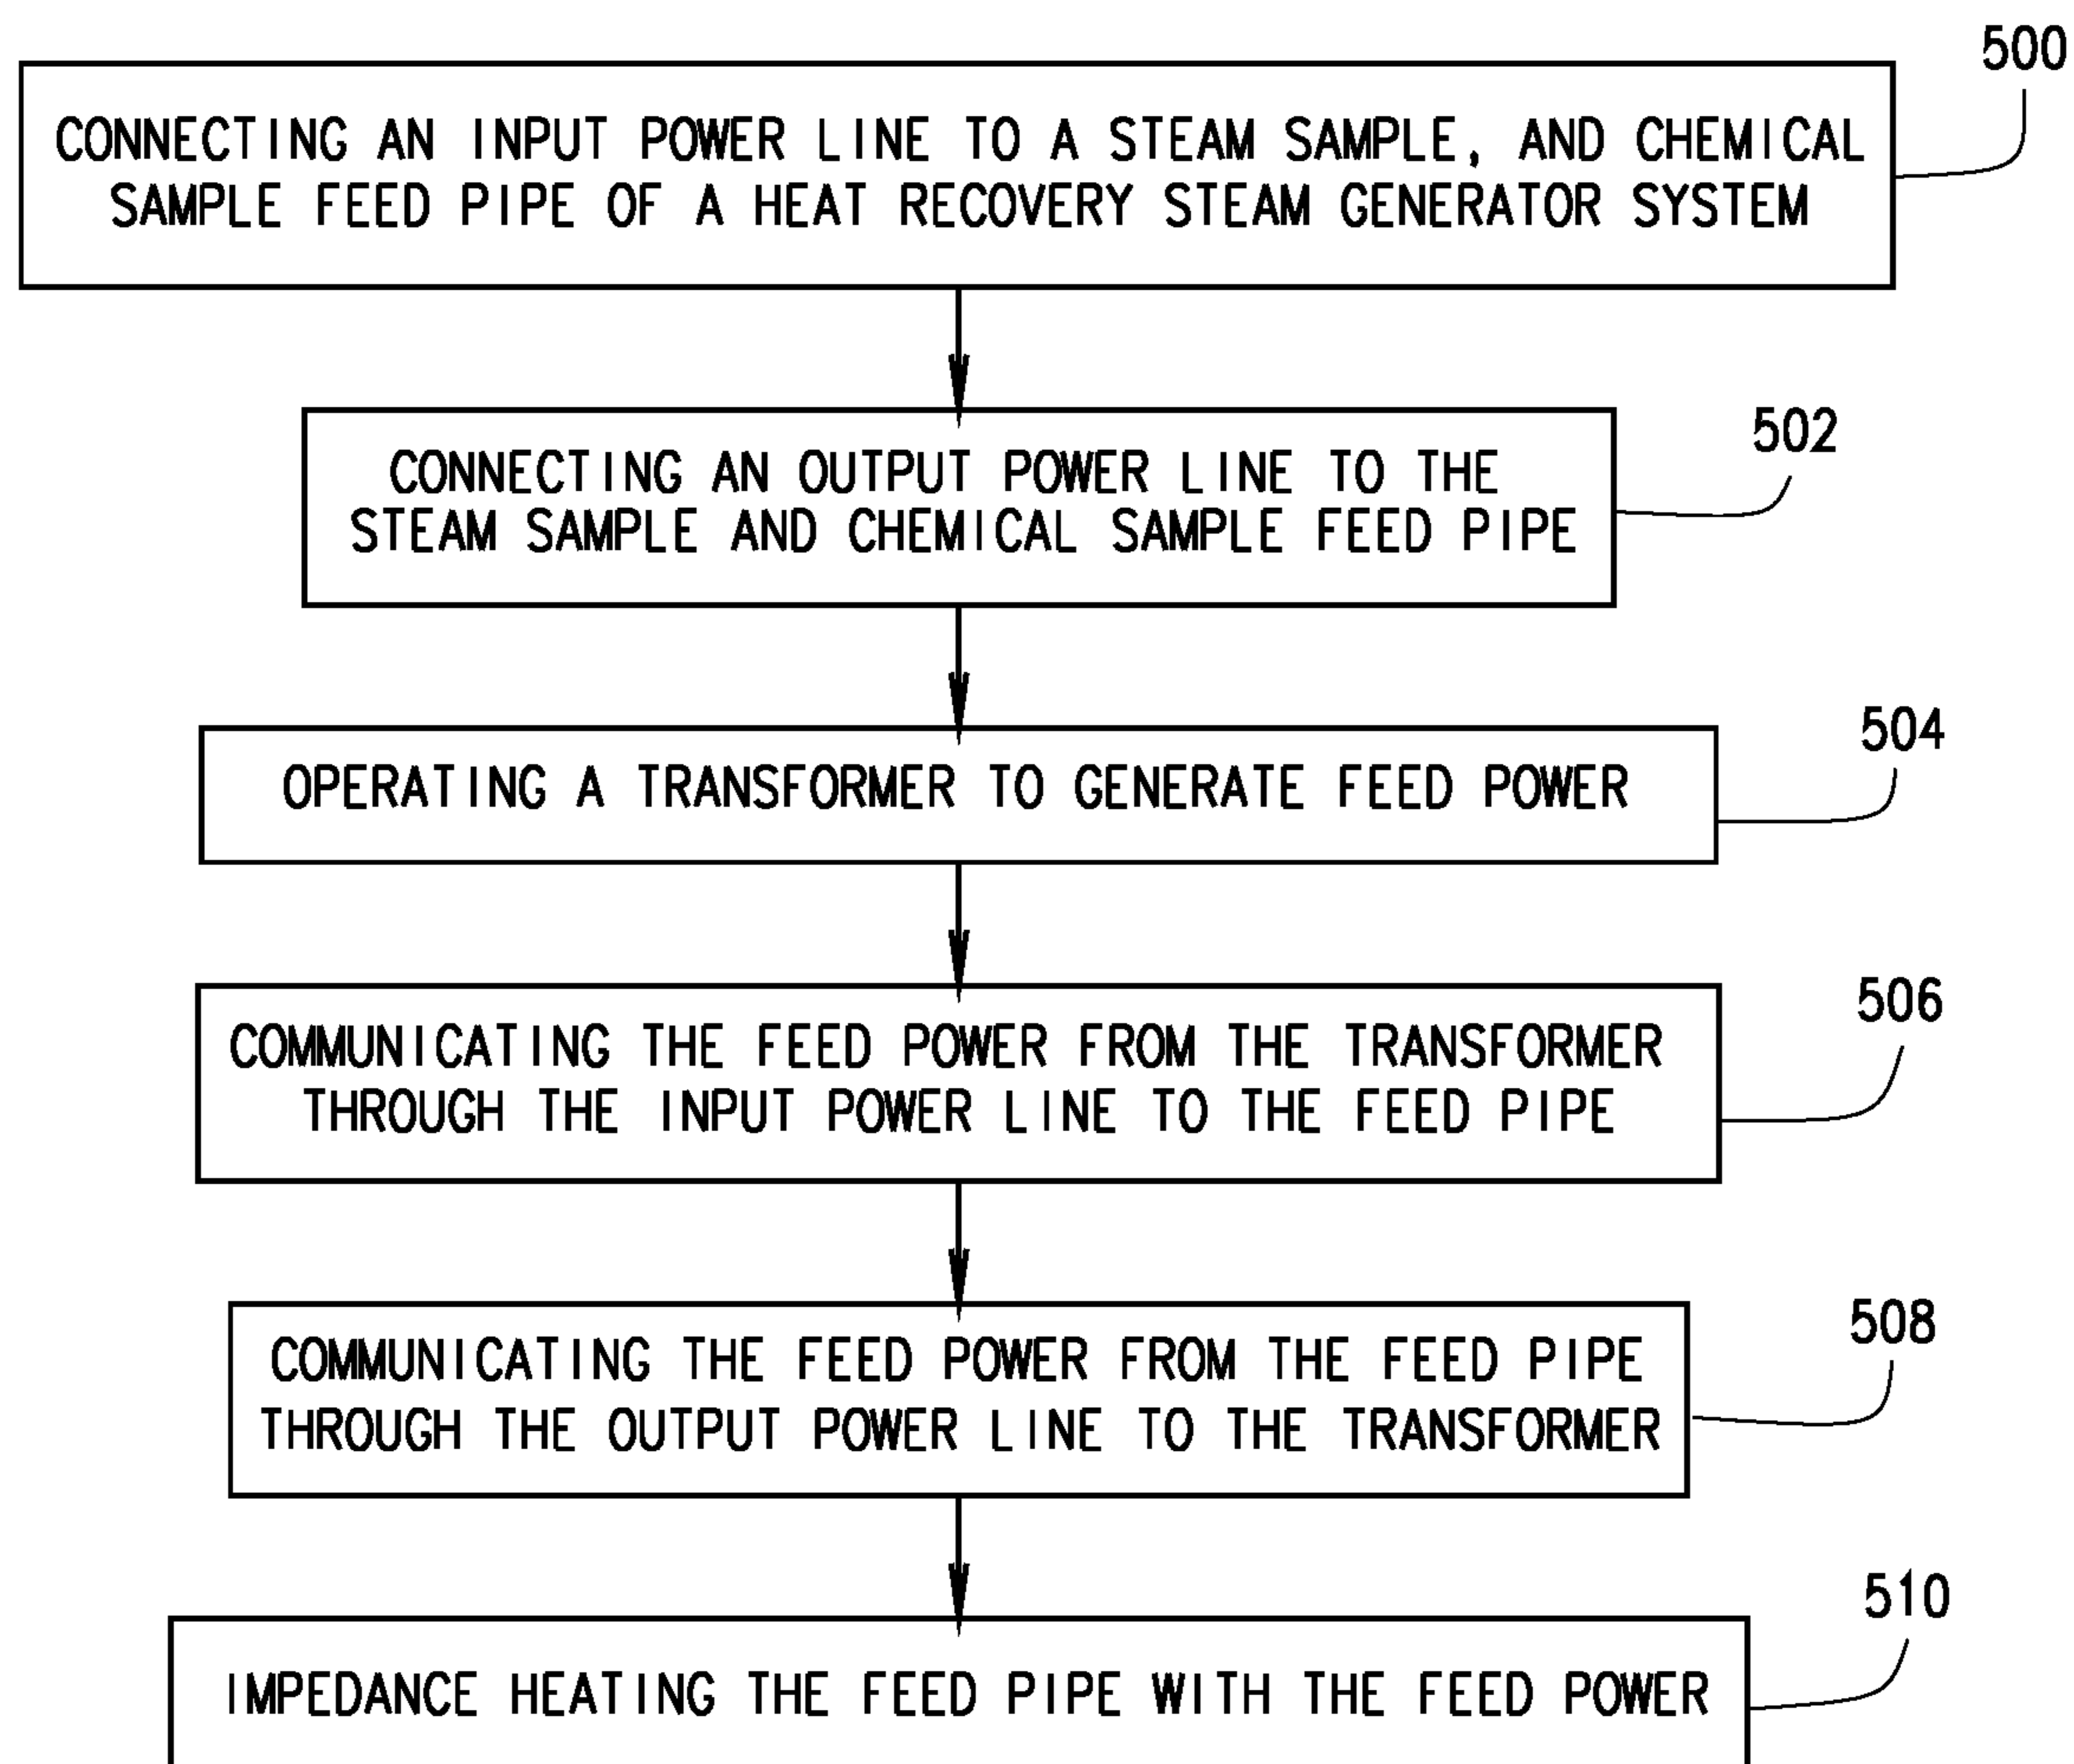 500
CONNECTING AN INPUT POWER LINE TO A STEAM SAMPLE, AND CHEMICAL
SAMPLE FEED PIPE OF A HEAT RECOVERY STEAM GENERATOR SYSTEM
502
CONNECTING AN OUTPUT POWER LINE TO THE
STEAM SAMPLE AND CHEMICAL SAMPLE FEED PIPE
504
OPERATING A TRANSFORMER TO GENERATE FEED POWER
506
COMMUNICATING THE FEED POWER FROM THE TRANSFORMER
THROUGH THE INPUT POWER LINE TO THE FEED PIPE
508
COMMUNICATING THE FEED POWER FROM THE FEED PIPE
THROUGH THE OUTPUT POWER LINE TO THE TRANSFORMER
510
IMPEDANCE HEATING THE FEED PIPE WITH THE FEED POWER